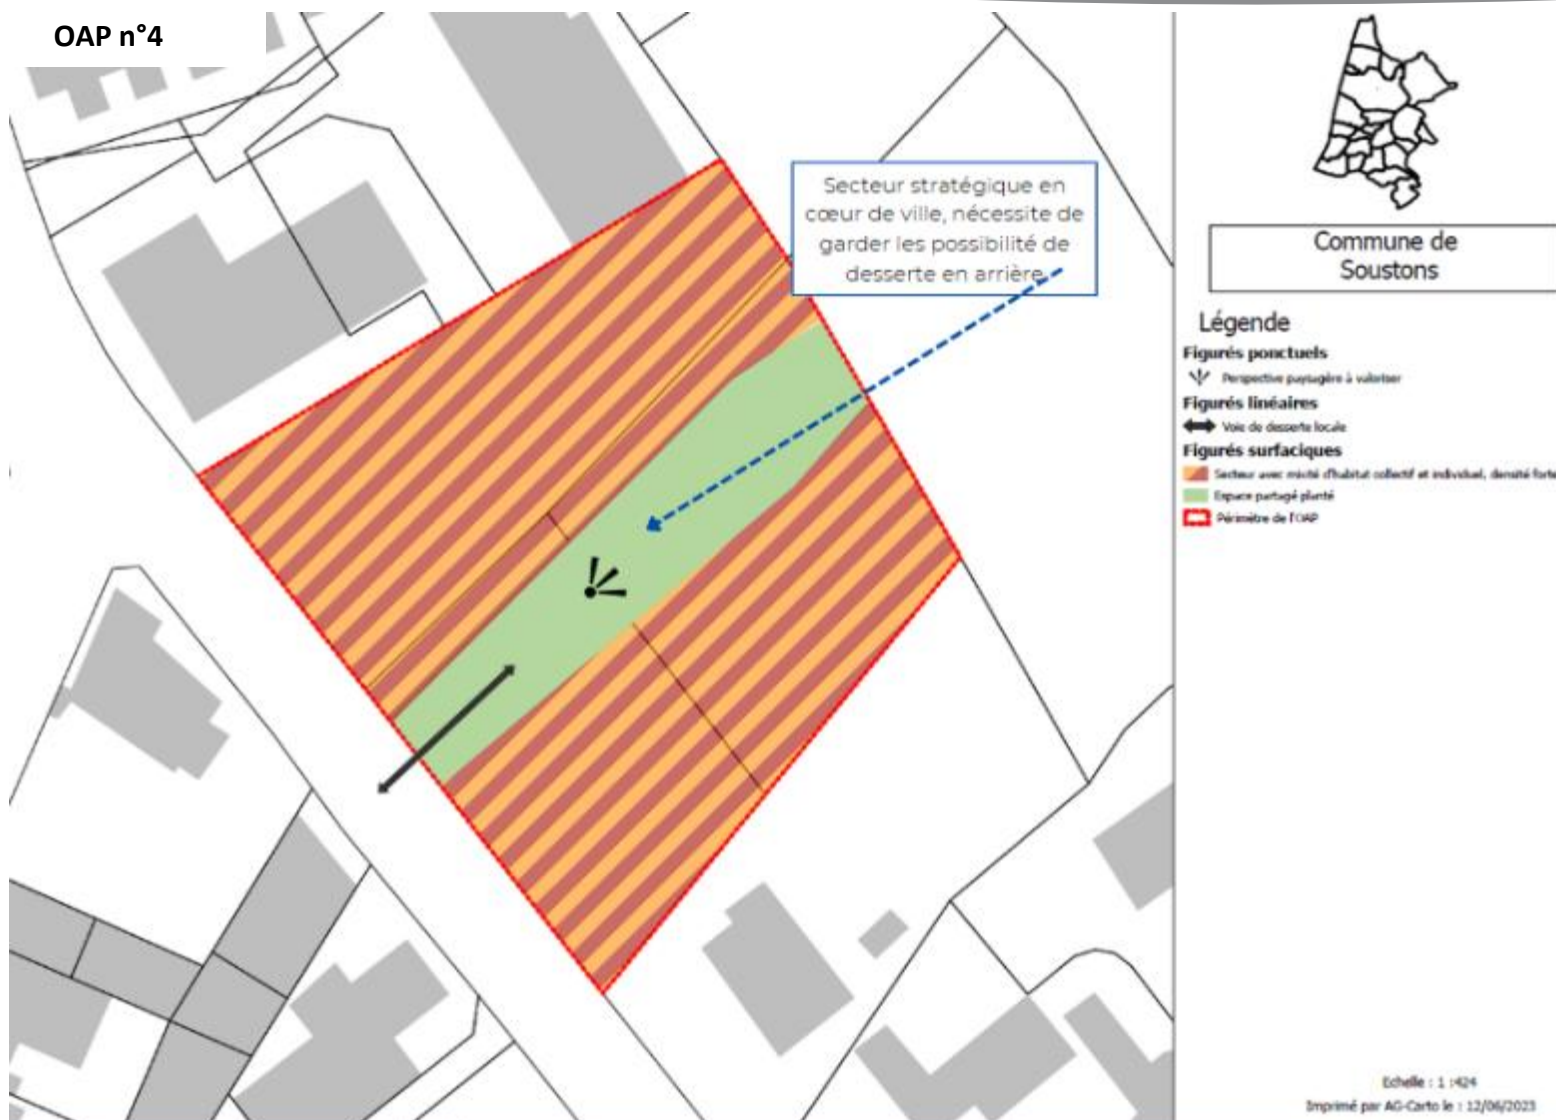 OAP n°4
Secteur stratégique en
cœur de ville, nécessite de
garder les possibilité de
desserte en arrière
Commune de
Soustons
Légende
Figurés ponctuels
Perspective paysagère à valoriser
Figurés linéaires
Voie de desserte locale
Figurés surfaciques
Secteur avec mixité d'habitat collectif et individuel, densité forte
Espace partagé planté
Périmètre de l'OAP
Echelle : 1 :424
Imprimé par AG-Carto le : 12/06/2023